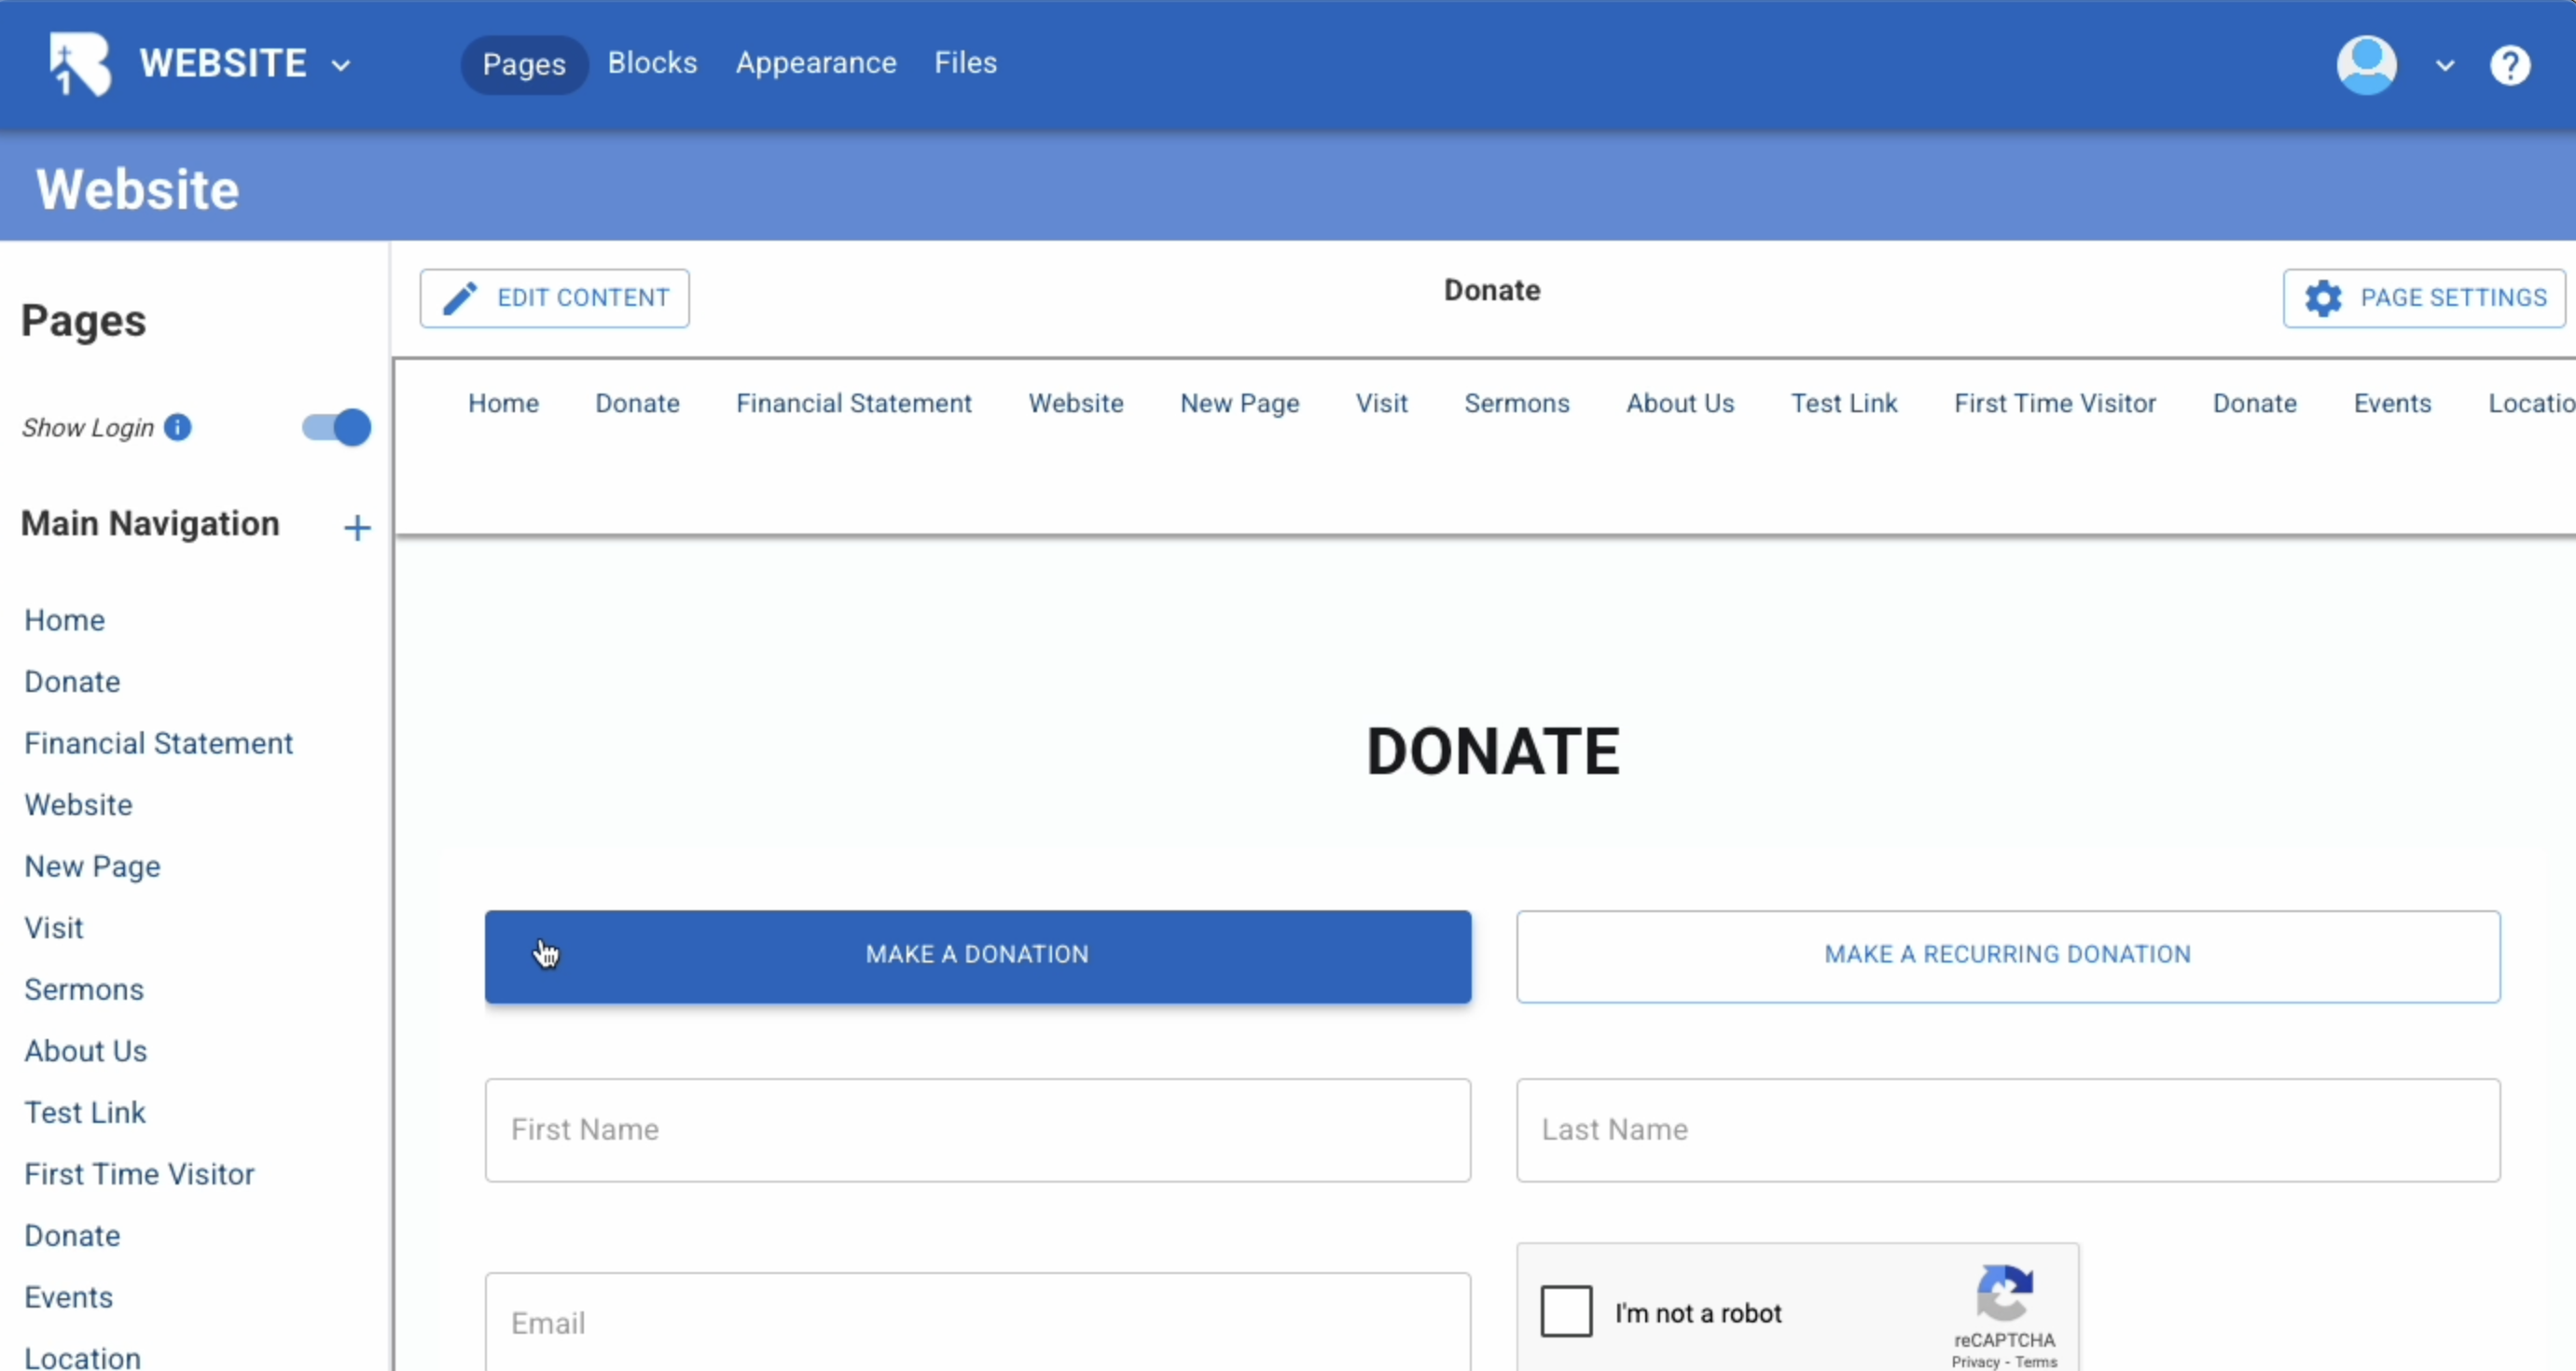 WEBSITE Pages Blocks Appearance Files
Website
Pages
Show Login
Main Navigation
Home
Donate
Financial Statement
Website
New Page
Visit
Sermons
About Us
Test Link
First Time Visitor
Donate
Events
Location
EDIT CONTENT Donate PAGE SETTINGS
Home Donate Financial Statement Website New Page Visit Sermons About Us Test Link First Time Visitor Donate Events Locatio
DONATE
MAKE A DONATION MAKE A RECURRING DONATION
First Name Last Name
Email
I'm not a robot
reCAPTCHA
Privacy - Terms